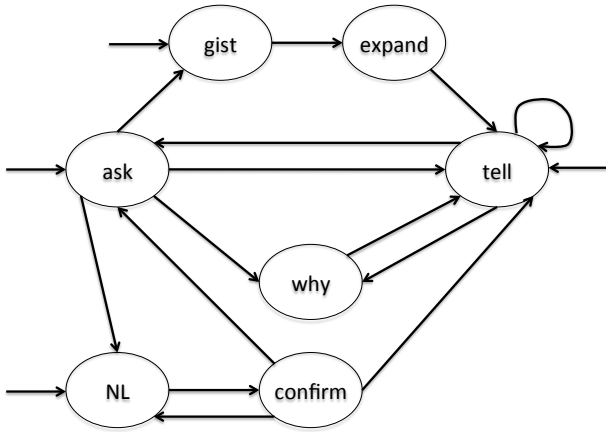 gist
expand
ask
tell
why
NL
confirm